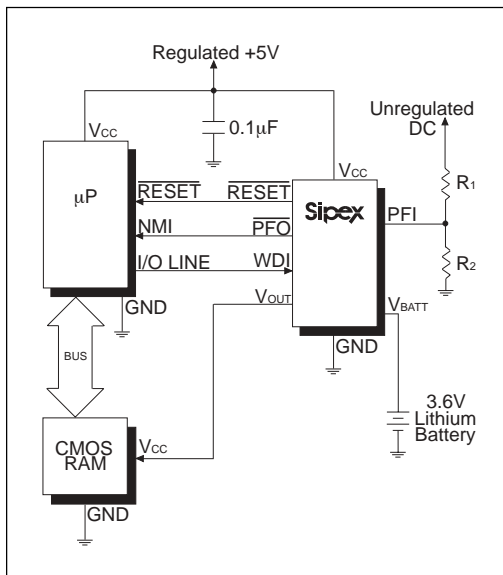 Regulated +5V
Unregulated
DC
VCC
0.1µF
VCC
R1
µP
RESET
RESET
Sipex
PFI
NMI
PFO
R2
I/O LINE
WDI
VOUT
VBATT
GND
GND
BUS
3.6V
Lithium
Battery
CMOS
RAM
VCC
GND